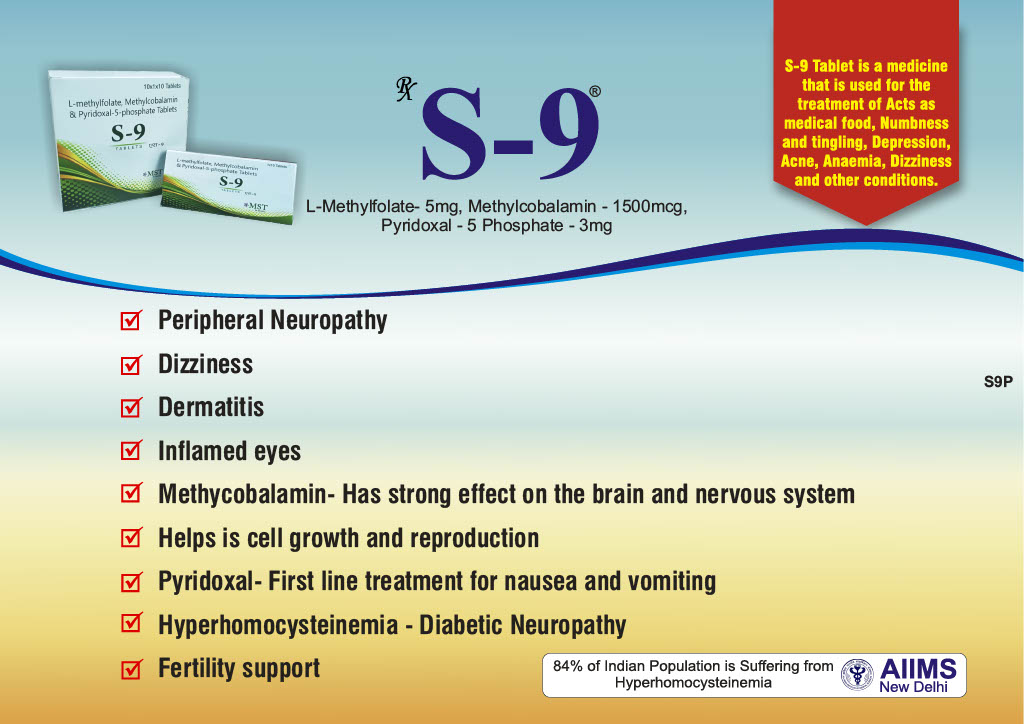 10x1x10 Tablets
L-methylfolate, Methylcobalamin
& Pyridoxal-5-phosphate Tablets
S-9
TABLETS
MST
L-methylfolate, Methylcobalamin
& Pyridoxal-5-phosphate Tablets
S-9
TABLETS
MST
Rx
S-9®
L-Methylfolate- 5mg, Methylcobalamin - 1500mcg,
Pyridoxal - 5 Phosphate - 3mg
S-9 Tablet is a medicine
that is used for the
treatment of Acts as
medical food, Numbness
and tingling, Depression,
Acne, Anaemia, Dizziness
and other conditions.
Peripheral Neuropathy
Dizziness
Dermatitis
Inflamed eyes
Methycobalamin- Has strong effect on the brain and nervous system
Helps is cell growth and reproduction
Pyridoxal- First line treatment for nausea and vomiting
Hyperhomocysteinemia - Diabetic Neuropathy
Fertility support
S9P
84% of Indian Population is Suffering from
Hyperhomocysteinemia
AIIMS
New Delhi